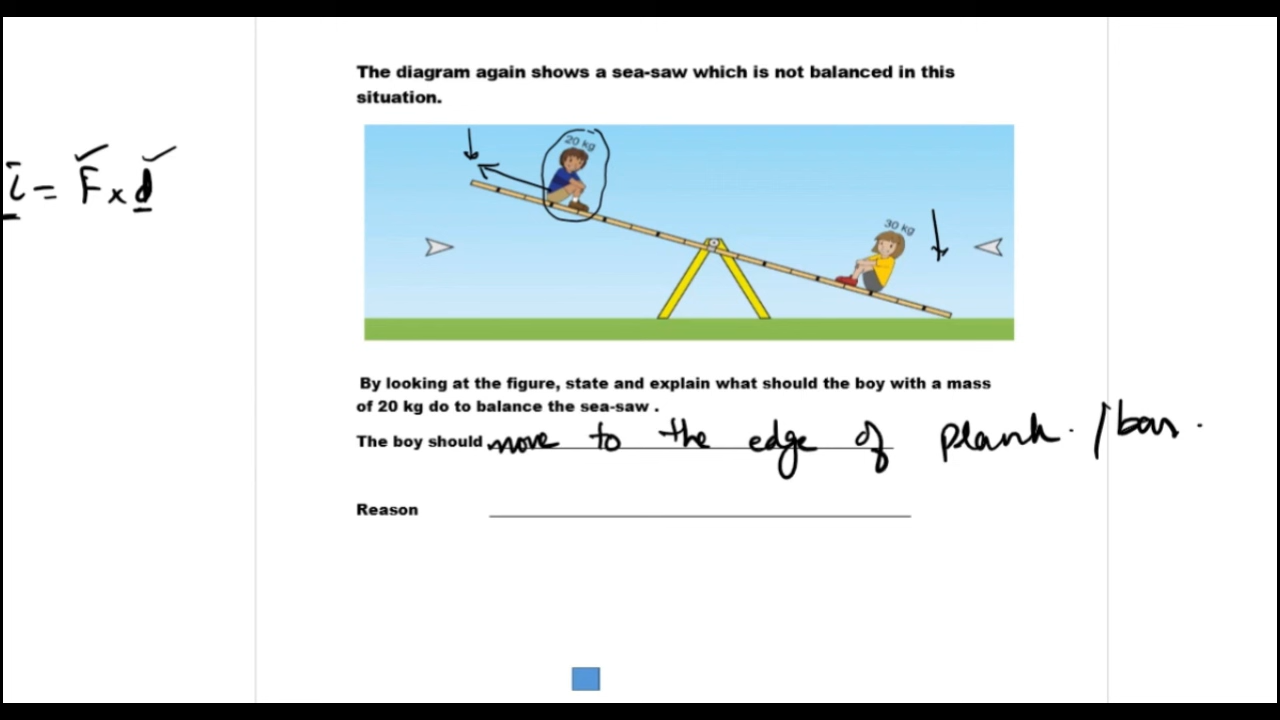 The diagram again shows a sea-saw which is not balanced in this
situation.
20 kg
30 kg
= F x d
By looking at the figure, state and explain what should the boy with a mass
of 20 kg do to balance the sea-saw .
The boy should move to the edge of plank. / bar.
Reason